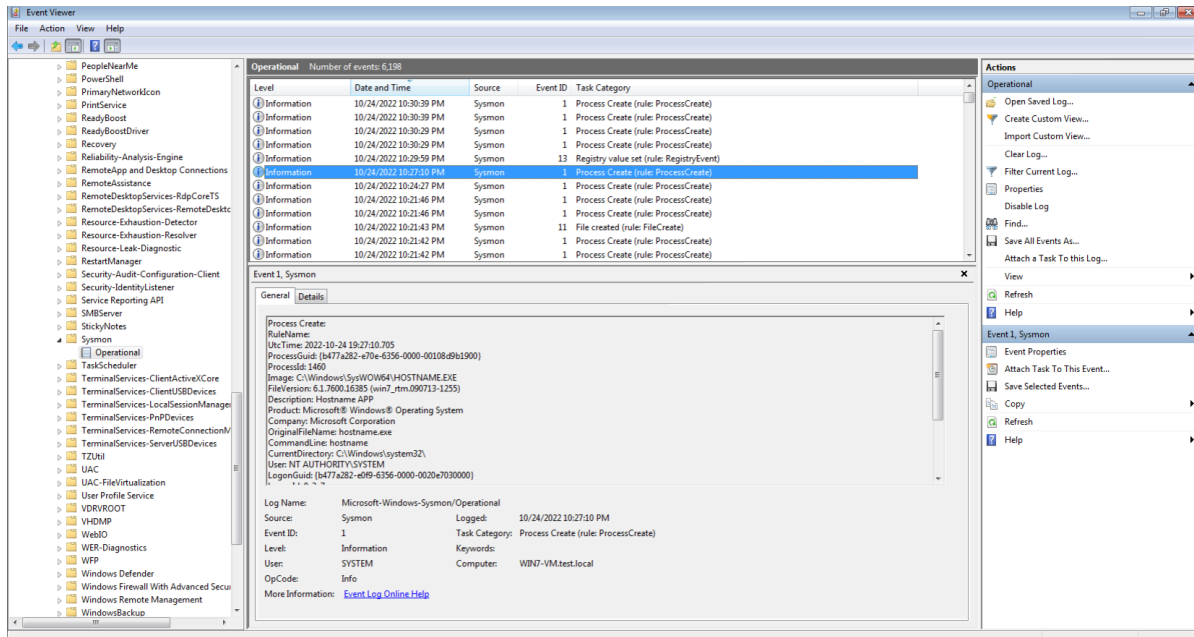 Event Viewer
File Action View Help
PeopleNearMe
PowerShell
PrimaryNetworkIcon
PrintService
ReadyBoost
ReadyBoostDriver
Recovery
Reliability-Analysis-Engine
RemoteApp and Desktop Connections
RemoteAssistance
RemoteDesktopServices-RdpCoreTS
RemoteDesktopServices-RemoteDeskto
Resource-Exhaustion-Detector
Resource-Exhaustion-Resolver
Resource-Leak-Diagnostic
RestartManager
Security-Audit-Configuration-Client
Security-IdentityListener
Service Reporting API
SMBServer
StickyNotes
Sysmon
Operational
TaskScheduler
TerminalServices-ClientActiveXCore
TerminalServices-ClientUSBDevices
TerminalServices-LocalSessionManager
TerminalServices-PnPDevices
TerminalServices-RemoteConnectionM
TerminalServices-ServerUSBDevices
TZUtil
UAC
UAC-FileVirtualization
User Profile Service
VDRVROOT
VHDMP
WebIO
WER-Diagnostics
WFP
Windows Defender
Windows Firewall With Advanced Secu
Windows Remote Management
WindowsBackup
Operational Number of events: 6,198
Level Date and Time Source Event ID Task Category
Information 10/24/2022 10:30:39 PM Sysmon 1 Process Create (rule: ProcessCreate)
Information 10/24/2022 10:30:39 PM Sysmon 1 Process Create (rule: ProcessCreate)
Information 10/24/2022 10:30:29 PM Sysmon 1 Process Create (rule: ProcessCreate)
Information 10/24/2022 10:30:29 PM Sysmon 1 Process Create (rule: ProcessCreate)
Information 10/24/2022 10:29:59 PM Sysmon 13 Registry value set (rule: RegistryEvent)
Information 10/24/2022 10:27:10 PM Sysmon 1 Process Create (rule: ProcessCreate)
Information 10/24/2022 10:24:27 PM Sysmon 1 Process Create (rule: ProcessCreate)
Information 10/24/2022 10:21:46 PM Sysmon 1 Process Create (rule: ProcessCreate)
Information 10/24/2022 10:21:46 PM Sysmon 1 Process Create (rule: ProcessCreate)
Information 10/24/2022 10:21:43 PM Sysmon 11 File created (rule: FileCreate)
Information 10/24/2022 10:21:42 PM Sysmon 1 Process Create (rule: ProcessCreate)
Information 10/24/2022 10:21:42 PM Sysmon 1 Process Create (rule: ProcessCreate)
Event 1, Sysmon
General Details
Process Create:
RuleName:
UtcTime: 2022-10-24 19:27:10.705
ProcessGuid: {b477a282-e70e-6356-0000-00108d9b1900}
ProcessId: 1460
Image: C:\Windows\SysWOW64\HOSTNAME.EXE
FileVersion: 6.1.7600.16385 (win7_rtm.090713-1255)
Description: Hostname APP
Product: Microsoft® Windows® Operating System
Company: Microsoft Corporation
OriginalFileName: hostname.exe
CommandLine: hostname
CurrentDirectory: C:\Windows\system32\
User: NT AUTHORITY\SYSTEM
LogonGuid: {b477a282-e0f9-6356-0000-0020e7030000}
Log Name: Microsoft-Windows-Sysmon/Operational
Source: Sysmon Logged: 10/24/2022 10:27:10 PM
Event ID: 1 Task Category: Process Create (rule: ProcessCreate)
Level: Information Keywords:
User: SYSTEM Computer: WIN7-VM.test.local
OpCode: Info
More Information: Event Log Online Help
Actions
Operational
Open Saved Log...
Create Custom View...
Import Custom View...
Clear Log...
Filter Current Log...
Properties
Disable Log
Find...
Save All Events As...
Attach a Task To this Log...
View
Refresh
Help
Event 1, Sysmon
Event Properties
Attach Task To This Event...
Save Selected Events...
Copy
Refresh
Help